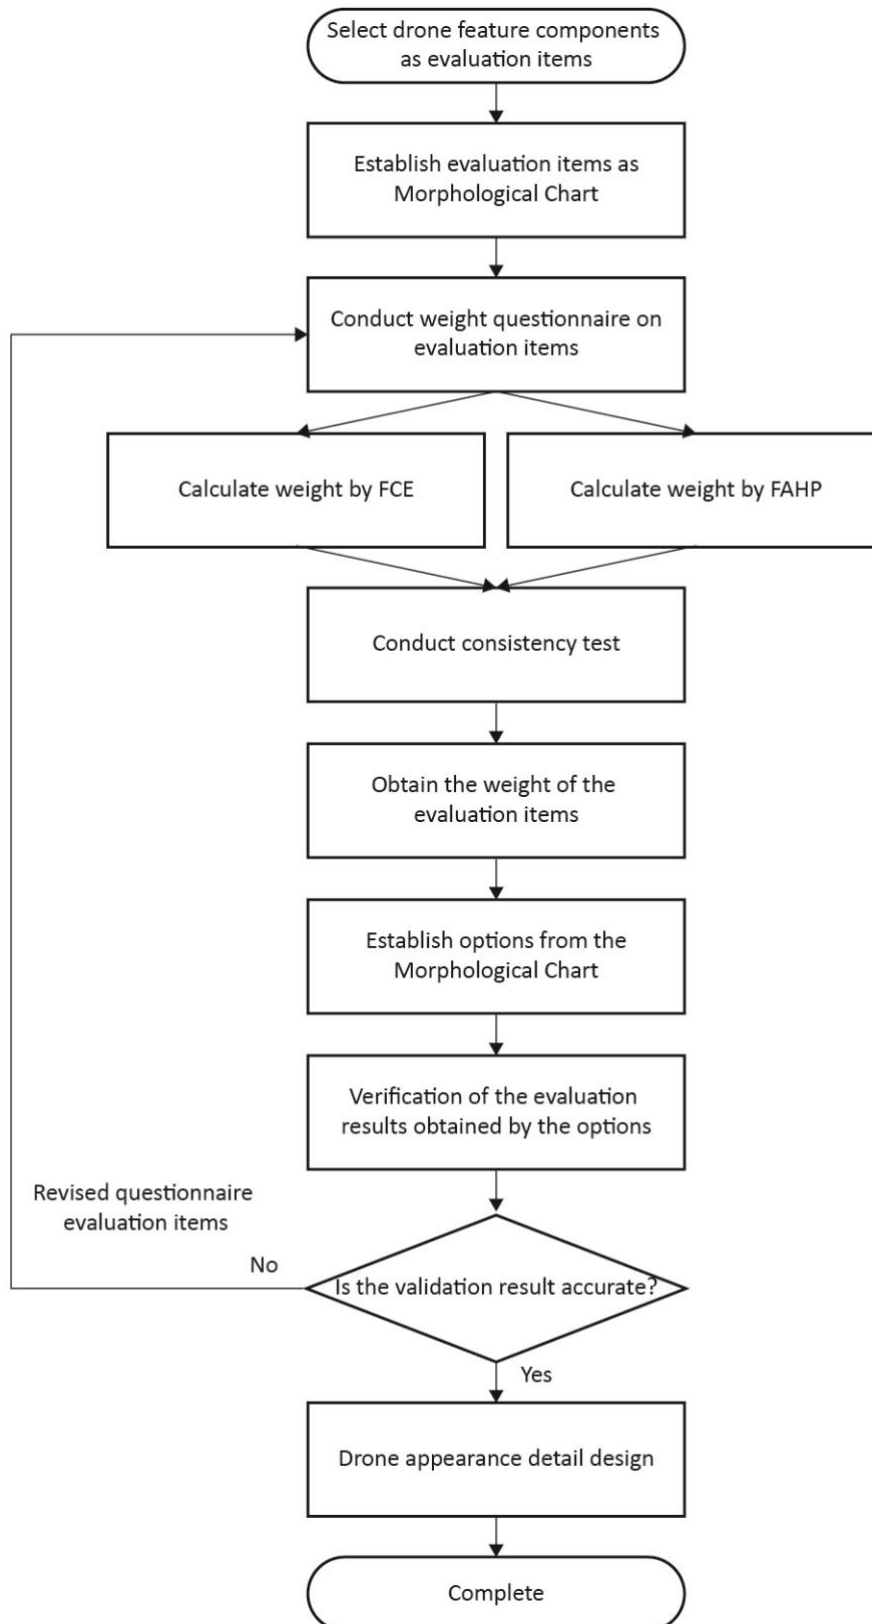 Select drone feature components
as evaluation items
Establish evaluation items as
Morphological Chart
Conduct weight questionnaire on
evaluation items
Calculate weight by FCE
Calculate weight by FAHP
Conduct consistency test
Obtain the weight of the
evaluation items
Establish options from the
Morphological Chart
Verification of the evaluation
results obtained by the options
Revised questionnaire
evaluation items
No
Is the validation result accurate?
Yes
Drone appearance detail design
Complete